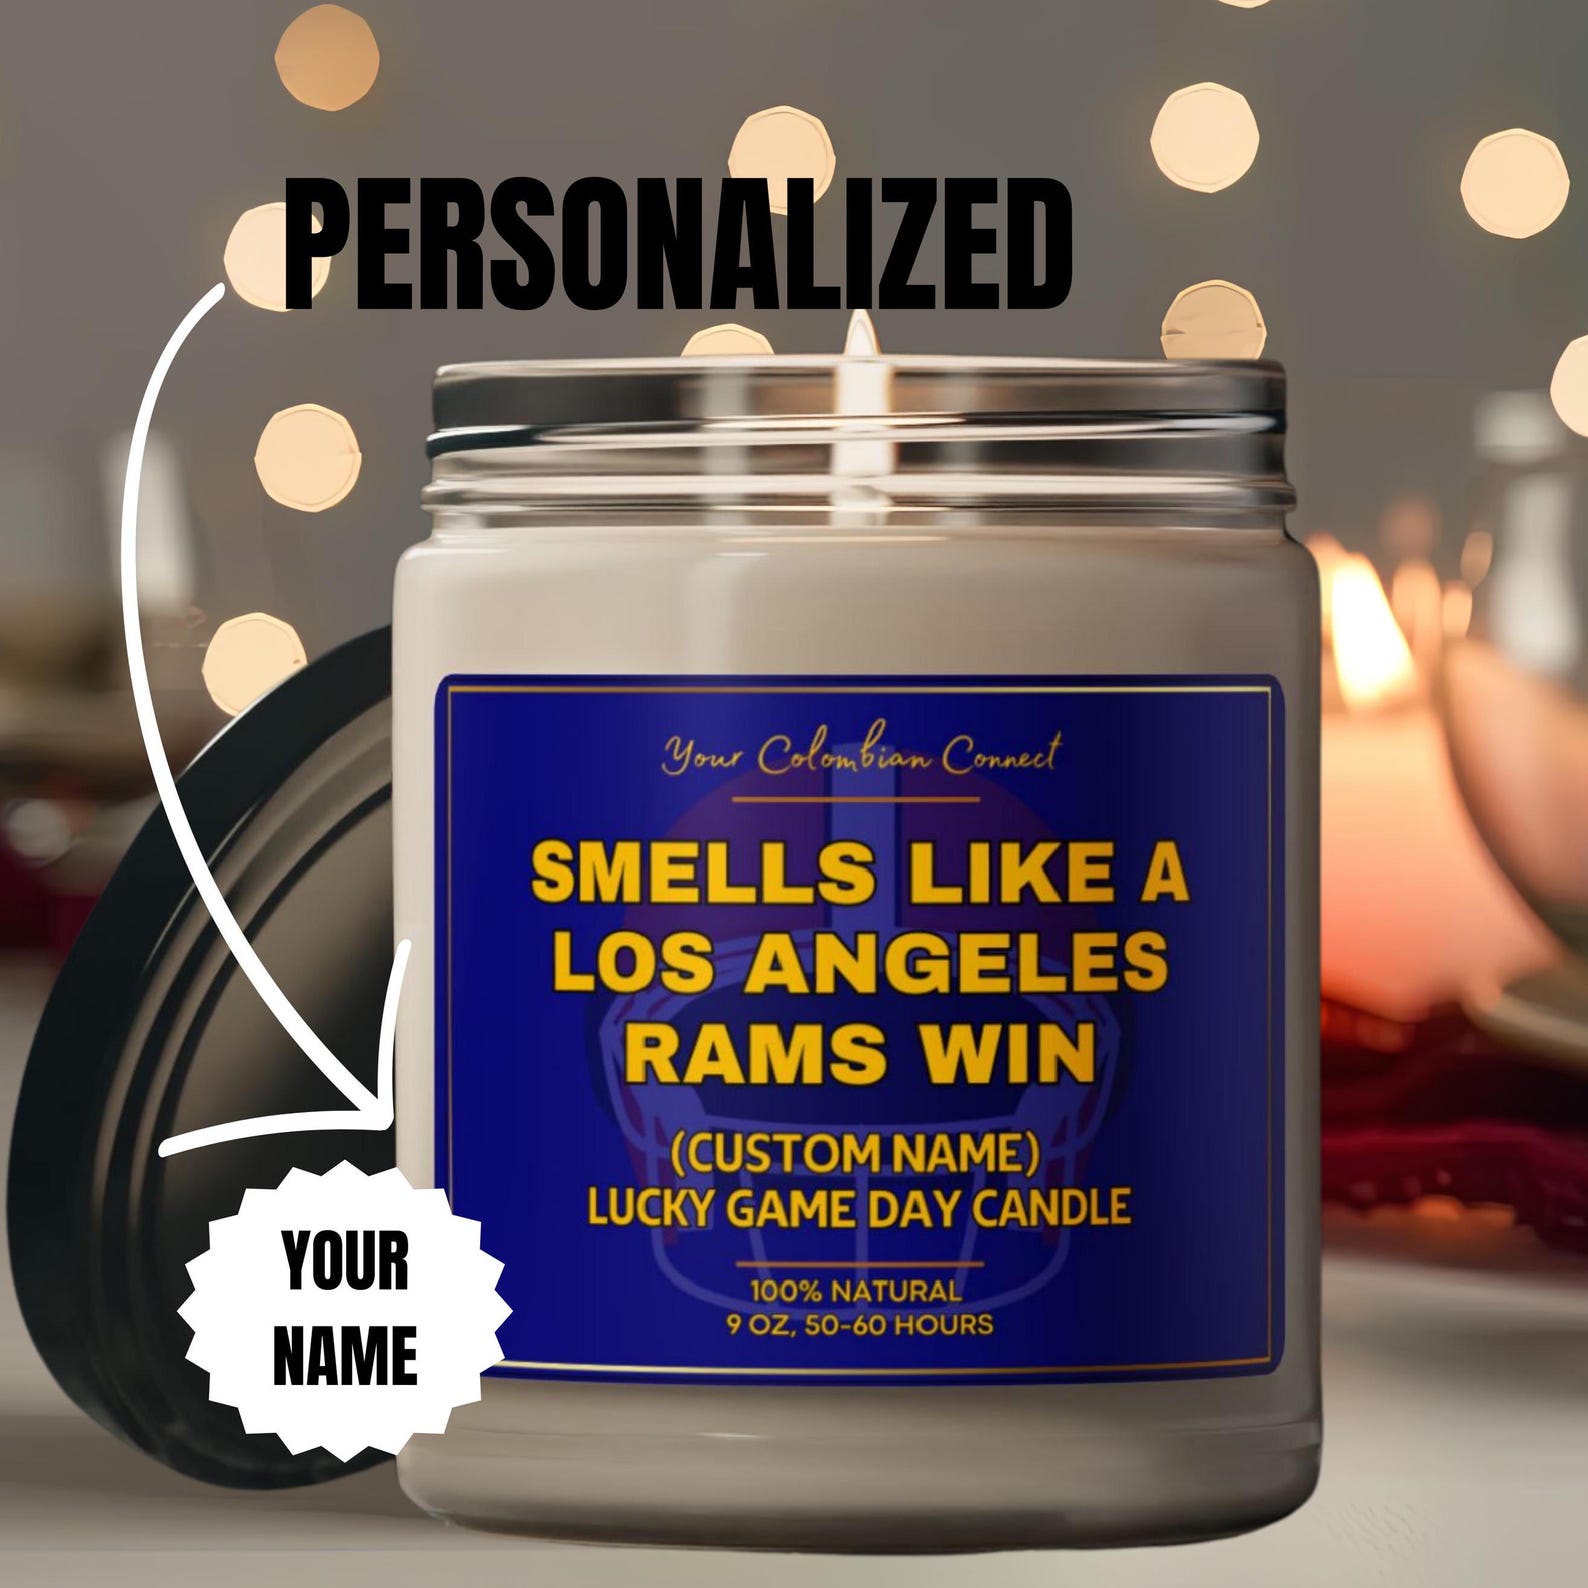 PERSONALIZED
Your Colombian Connect
SMELLS LIKE A
LOS ANGELES
RAMS WIN
(CUSTOM NAME)
LUCKY GAME DAY CANDLE
100% NATURAL
9 OZ, 50-60 HOURS
YOUR
NAME